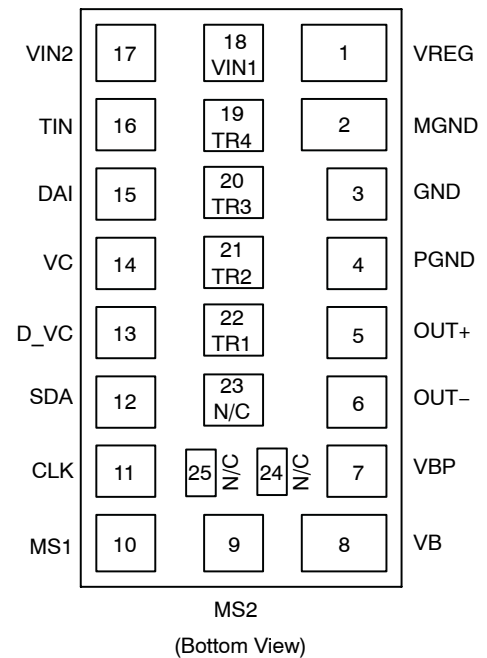 VIN2 17 18 1 VREG
VIN1
TIN 16 19 2 MGND
TR4
DAI 15 20 3 GND
TR3
VC 14 21 4 PGND
TR2
D_VC 13 22 5 OUT+
TR1
SDA 12 23 6 OUT−
N/C
CLK 11 25 N/C 24 N/C 7 VBP
MS1 10 9 8 VB
MS2
(Bottom View)